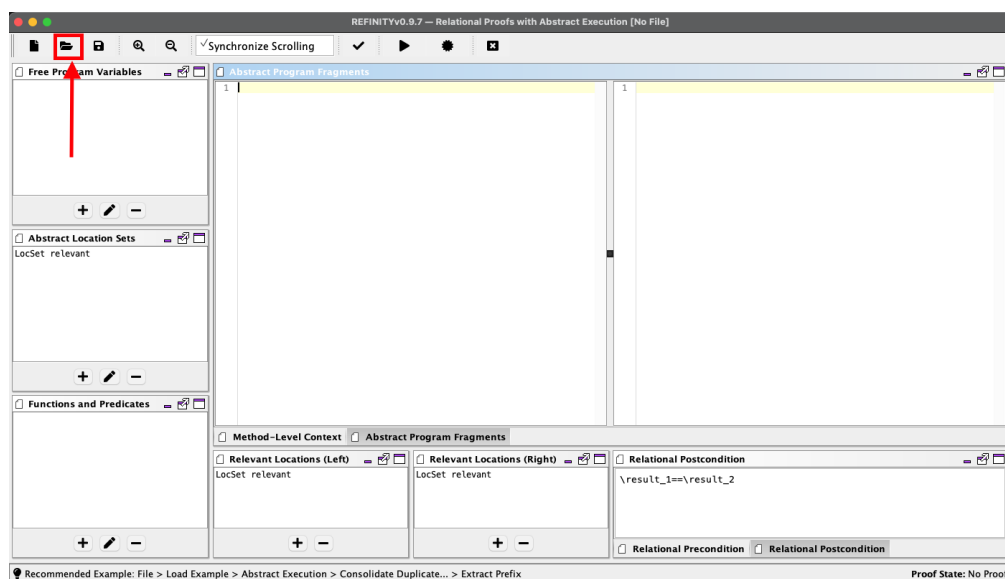 REFINITYv0.9.7 — Relational Proofs with Abstract Execution [No File]
Synchronize Scrolling
Free Program Variables
Abstract Program Fragments
1
1
Abstract Location Sets
LocSet relevant
Functions and Predicates
Method-Level Context
Abstract Program Fragments
Relevant Locations (Left)
Relevant Locations (Right)
Relational Postcondition
LocSet relevant
LocSet relevant
\result_1==\result_2
Relational Precondition
Relational Postcondition
Recommended Example: File > Load Example > Abstract Execution > Consolidate Duplicate... > Extract Prefix
Proof State: No Proof